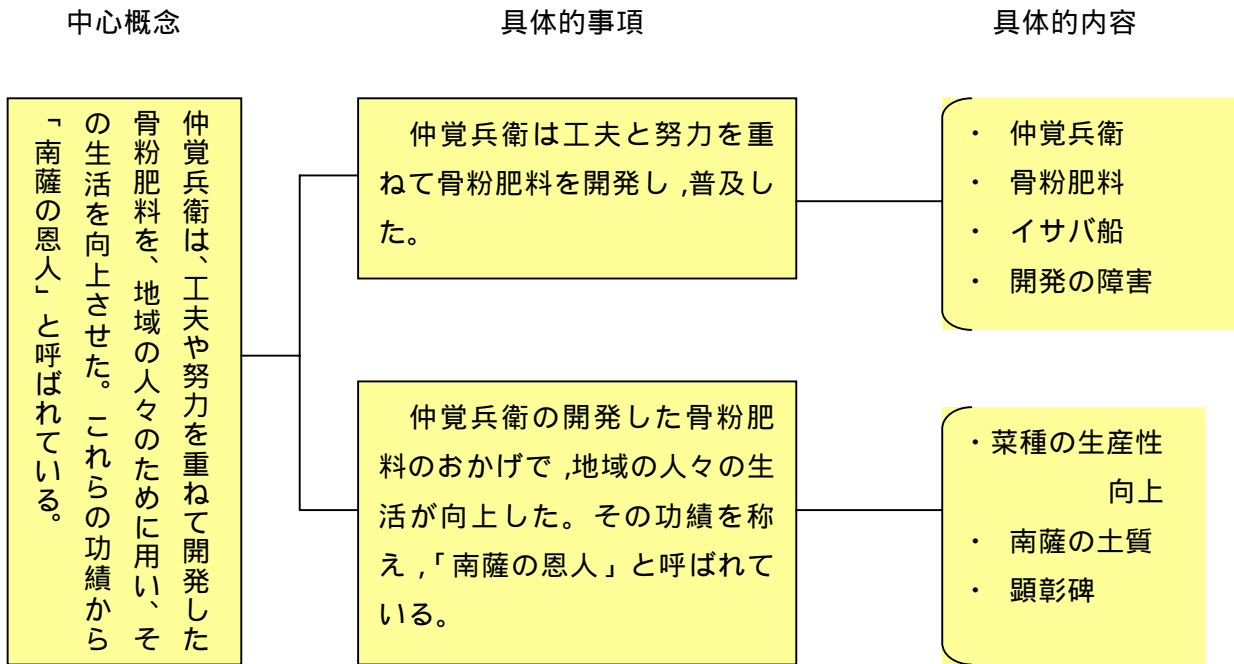 中心概念
具体的事項
具体的内容
仲覚兵衛は、工夫や努力を重ねて開発した
骨粉肥料を、地域の人々のために用い、そ
の生活を向上させた。これらの功績から
「南薩の恩人」と呼ばれている。
仲覚兵衛は工夫と努力を重
ねて骨粉肥料を開発し,普及し
た。
・ 仲覚兵衛
・ 骨粉肥料
・ イサバ船
・ 開発の障害
仲覚兵衛の開発した骨粉肥
料のおかげで,地域の人々の生
活が向上した。その功績を称
え,「南薩の恩人」と呼ばれて
いる。
・菜種の生産性
向上
・ 南薩の土質
・ 顕彰碑